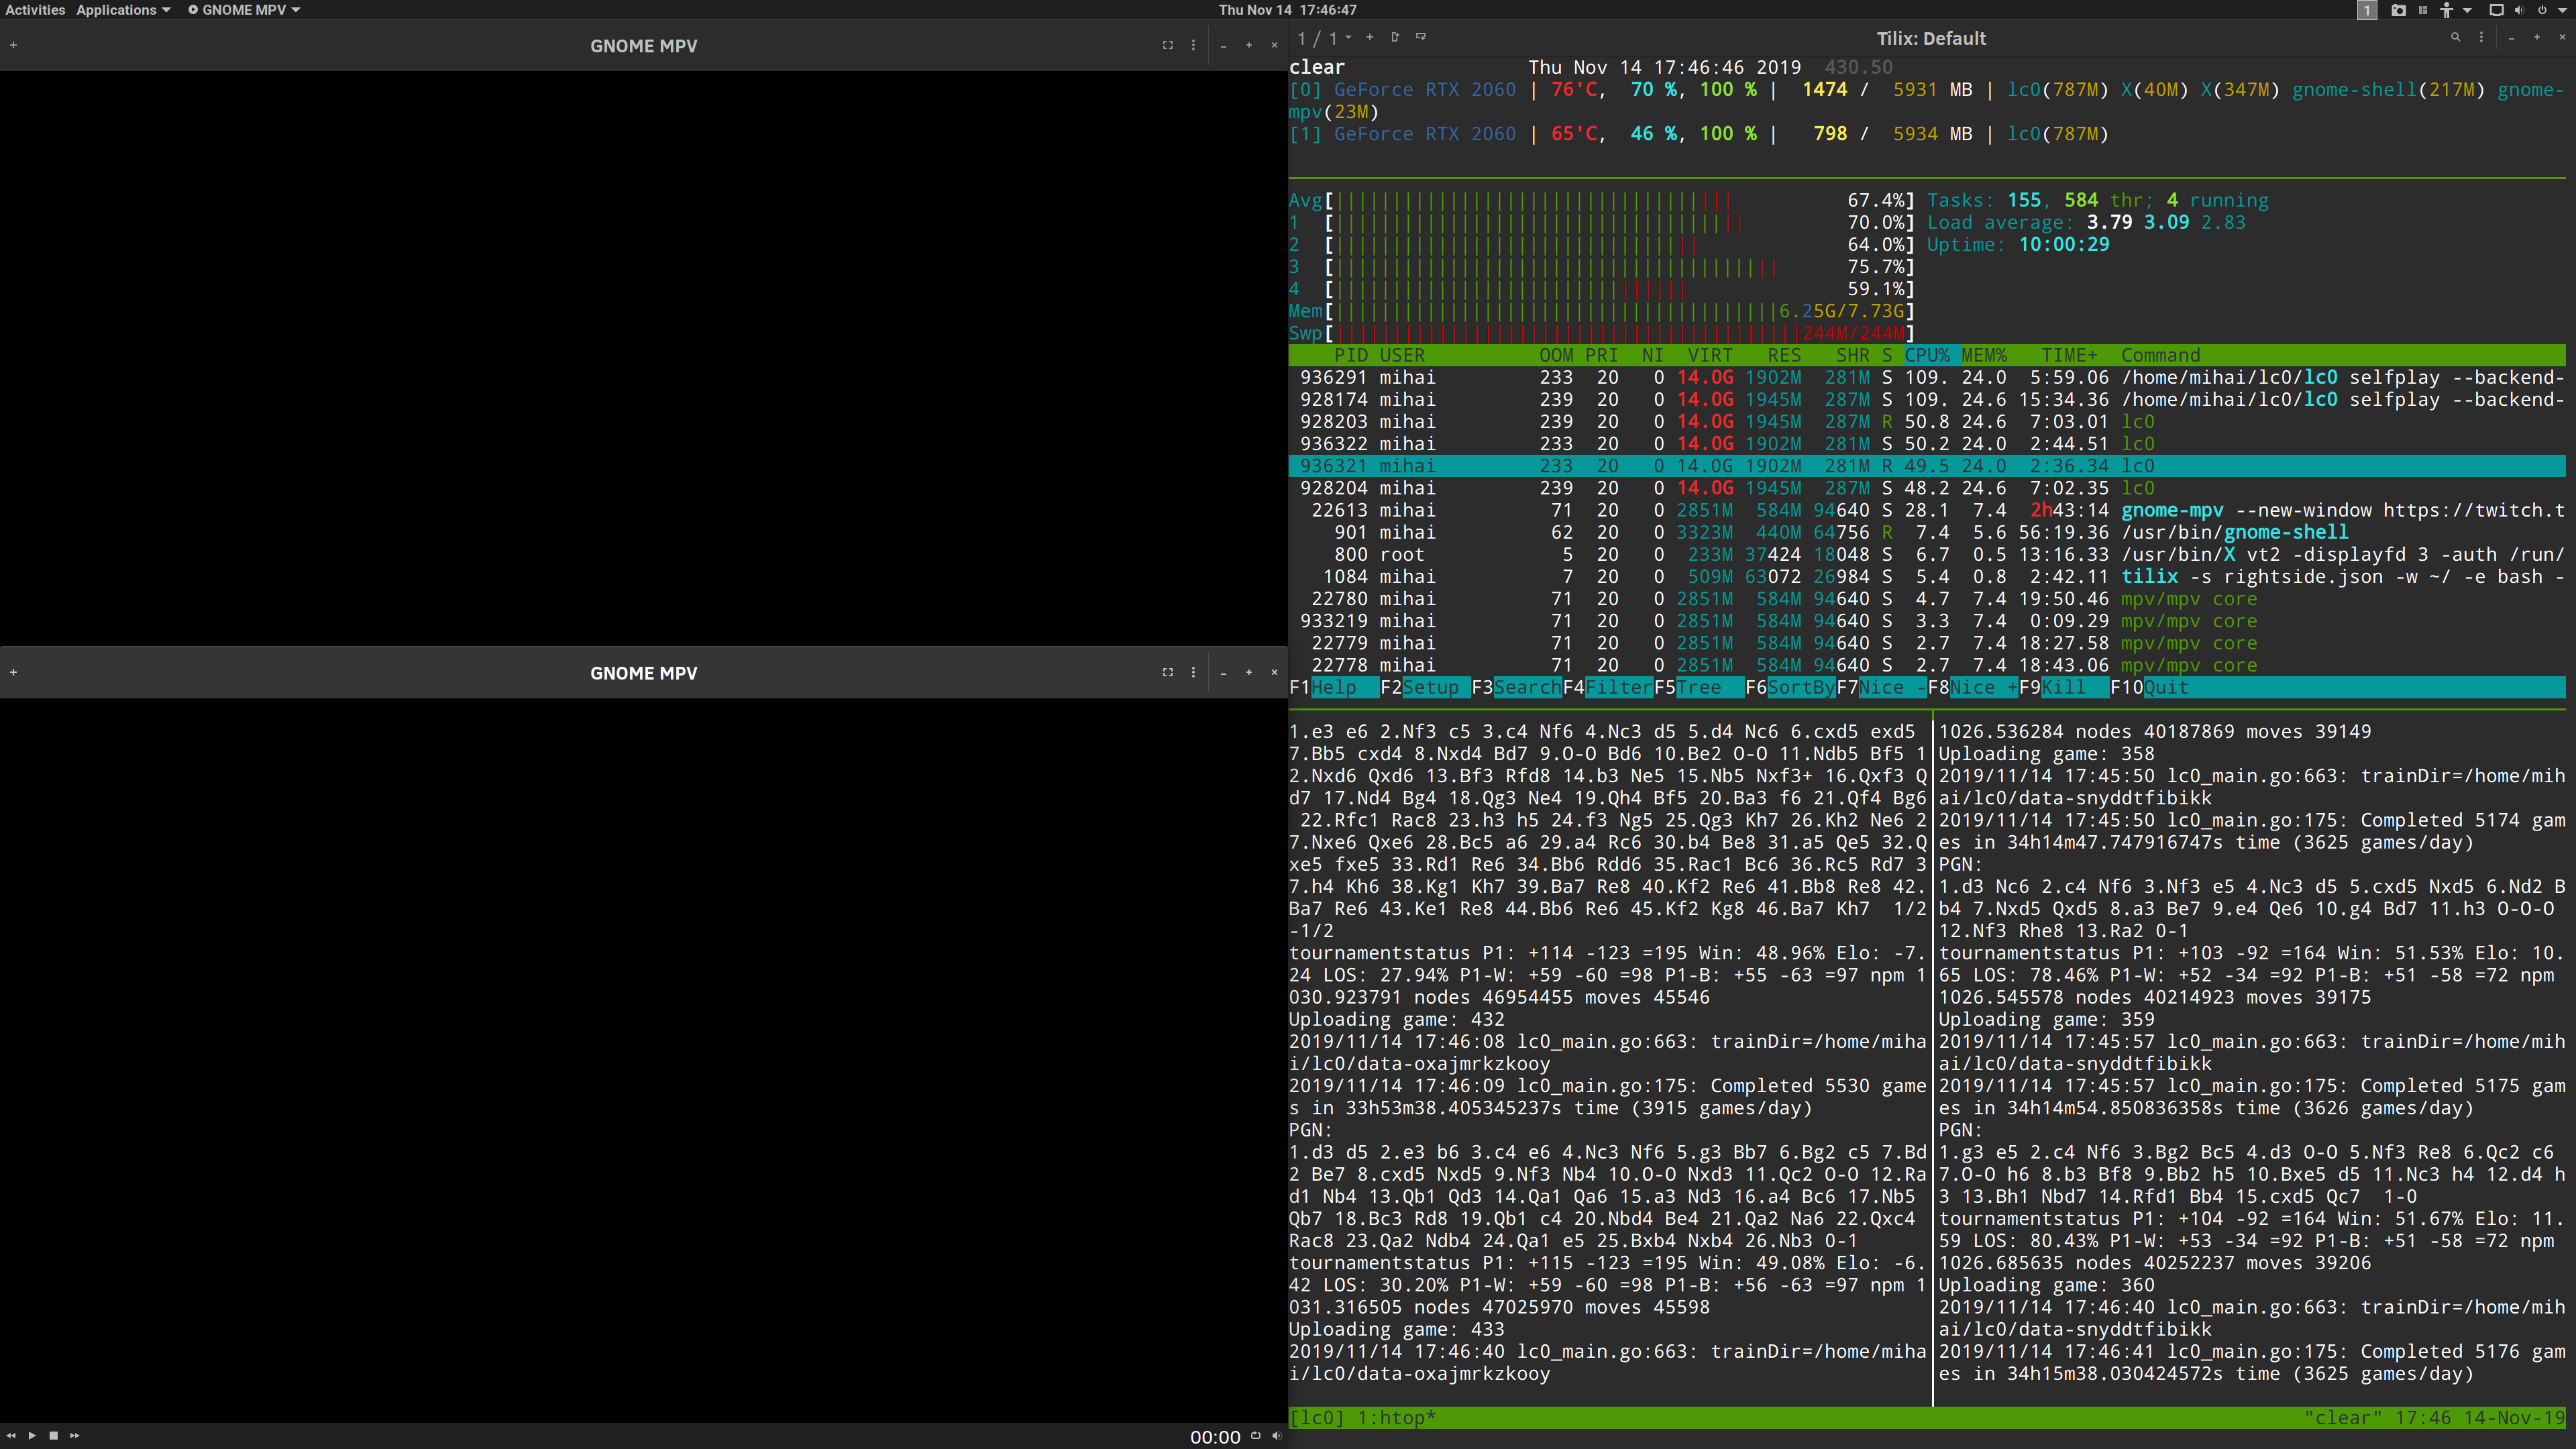 Activities Applications GNOME MPV Thu Nov 14 17:46:47 1
GNOME MPV
GNOME MPV
00:00
1 / 1 Tilix: Default
clear Thu Nov 14 17:46:46 2019 430.50
[0] GeForce RTX 2060 | 76'C, 70 %, 100 % | 1474 / 5931 MB | lc0(787M) X(40M) X(347M) gnome-shell(217M) gnome-
mpv(23M)
[1] GeForce RTX 2060 | 65'C, 46 %, 100 % | 798 / 5934 MB | lc0(787M)
Avg[ 67.4%] Tasks: 155, 584 thr; 4 running
1 [ 70.0%] Load average: 3.79 3.09 2.83
2 [ 64.0%] Uptime: 10:00:29
3 [ 75.7%]
4 [ 59.1%]
Mem[ 6.25G/7.73G]
Swp[ 244M/244M]
PID USER OOM PRI NI VIRT RES SHR S CPU% MEM% TIME+ Command
936291 mihai 233 20 0 14.0G 1902M 281M S 109. 24.0 5:59.06 /home/mihai/lc0/lc0 selfplay --backend-
928174 mihai 239 20 0 14.0G 1945M 287M S 109. 24.6 15:34.36 /home/mihai/lc0/lc0 selfplay --backend-
928203 mihai 239 20 0 14.0G 1945M 287M R 50.8 24.6 7:03.01 lc0
936322 mihai 233 20 0 14.0G 1902M 281M S 50.2 24.0 2:44.51 lc0
936321 mihai 233 20 0 14.0G 1902M 281M R 49.5 24.0 2:36.34 lc0
928204 mihai 239 20 0 14.0G 1945M 287M S 48.2 24.6 7:02.35 lc0
22613 mihai 71 20 0 2851M 584M 94640 S 28.1 7.4 2h43:14 gnome-mpv --new-window https://twitch.t
901 mihai 62 20 0 3323M 440M 64756 R 7.4 5.6 56:19.36 /usr/bin/gnome-shell
800 root 5 20 0 233M 37424 18048 S 6.7 0.5 13:16.33 /usr/bin/X vt2 -displayfd 3 -auth /run/
1084 mihai 7 20 0 509M 63072 26984 S 5.4 0.8 2:42.11 tilix -s rightside.json -w ~/ -e bash -
22780 mihai 71 20 0 2851M 584M 94640 S 4.7 7.4 19:50.46 mpv/mpv core
933219 mihai 71 20 0 2851M 584M 94640 S 3.3 7.4 0:09.29 mpv/mpv core
22779 mihai 71 20 0 2851M 584M 94640 S 2.7 7.4 18:27.58 mpv/mpv core
22778 mihai 71 20 0 2851M 584M 94640 S 2.7 7.4 18:43.06 mpv/mpv core
F1Help F2Setup F3SearchF4FilterF5Tree F6SortByF7Nice -F8Nice +F9Kill F10Quit
1.e3 e6 2.Nf3 c5 3.c4 Nf6 4.Nc3 d5 5.d4 Nc6 6.cxd5 exd5
7.Bb5 cxd4 8.Nxd4 Bd7 9.O-O Bd6 10.Be2 O-O 11.Ndb5 Bf5 1
2.Nxd6 Qxd6 13.Bf3 Rfd8 14.b3 Ne5 15.Nb5 Nxf3+ 16.Qxf3 Q
d7 17.Nd4 Bg4 18.Qg3 Ne4 19.Qh4 Bf5 20.Ba3 f6 21.Qf4 Bg6
22.Rfc1 Rac8 23.h3 h5 24.f3 Ng5 25.Qg3 Kh7 26.Kh2 Ne6 2
7.Nxe6 Qxe6 28.Bc5 a6 29.a4 Rc6 30.b4 Be8 31.a5 Qe5 32.Q
xe5 fxe5 33.Rd1 Re6 34.Bb6 Rdd6 35.Rac1 Bc6 36.Rc5 Rd7 3
7.h4 Kh6 38.Kg1 Kh7 39.Ba7 Re8 40.Kf2 Re6 41.Bb8 Re8 42.
Ba7 Re6 43.Ke1 Re8 44.Bb6 Re6 45.Kf2 Kg8 46.Ba7 Kh7 1/2
-1/2
tournamentstatus P1: +114 -123 =195 Win: 48.96% Elo: -7.
24 LOS: 27.94% P1-W: +59 -60 =98 P1-B: +55 -63 =97 npm 1
030.923791 nodes 46954455 moves 45546
Uploading game: 432
2019/11/14 17:46:08 lc0_main.go:663: trainDir=/home/miha
i/lc0/data-oxajmrkzkooy
2019/11/14 17:46:09 lc0_main.go:175: Completed 5530 game
s in 33h53m38.405345237s time (3915 games/day)
PGN:
1.d3 d5 2.e3 b6 3.c4 e6 4.Nc3 Nf6 5.g3 Bb7 6.Bg2 c5 7.Bd
2 Be7 8.cxd5 Nxd5 9.Nf3 Nb4 10.O-O Nxd3 11.Qc2 O-O 12.Ra
d1 Nb4 13.Qb1 Qd3 14.Qa1 Qa6 15.a3 Nd3 16.a4 Bc6 17.Nb5
Qb7 18.Bc3 Rd8 19.Qb1 c4 20.Nbd4 Be4 21.Qa2 Na6 22.Qxc4
Rac8 23.Qa2 Ndb4 24.Qa1 e5 25.Bxb4 Nxb4 26.Nb3 0-1
tournamentstatus P1: +115 -123 =195 Win: 49.08% Elo: -6.
42 LOS: 30.20% P1-W: +59 -60 =98 P1-B: +56 -63 =97 npm 1
031.316505 nodes 47025970 moves 45598
Uploading game: 433
2019/11/14 17:46:40 lc0_main.go:663: trainDir=/home/miha
i/lc0/data-oxajmrkzkooy
1026.536284 nodes 40187869 moves 39149
Uploading game: 358
2019/11/14 17:45:50 lc0_main.go:663: trainDir=/home/mih
ai/lc0/data-snyddtfibikk
2019/11/14 17:45:50 lc0_main.go:175: Completed 5174 gam
es in 34h14m47.747916747s time (3625 games/day)
PGN:
1.d3 Nc6 2.c4 Nf6 3.Nf3 e5 4.Nc3 d5 5.cxd5 Nxd5 6.Nd2 B
b4 7.Nxd5 Qxd5 8.a3 Be7 9.e4 Qe6 10.g4 Bd7 11.h3 O-O-O
12.Nf3 Rhe8 13.Ra2 0-1
tournamentstatus P1: +103 -92 =164 Win: 51.53% Elo: 10.
65 LOS: 78.46% P1-W: +52 -34 =92 P1-B: +51 -58 =72 npm
1026.545578 nodes 40214923 moves 39175
Uploading game: 359
2019/11/14 17:45:57 lc0_main.go:663: trainDir=/home/mih
ai/lc0/data-snyddtfibikk
2019/11/14 17:45:57 lc0_main.go:175: Completed 5175 gam
es in 34h14m54.850836358s time (3626 games/day)
PGN:
1.g3 e5 2.c4 Nf6 3.Bg2 Bc5 4.d3 O-O 5.Nf3 Re8 6.Qc2 c6
7.O-O h6 8.b3 Bf8 9.Bb2 h5 10.Bxe5 d5 11.Nc3 h4 12.d4 h
3 13.Bh1 Nbd7 14.Rfd1 Bb4 15.cxd5 Qc7 1-0
tournamentstatus P1: +104 -92 =164 Win: 51.67% Elo: 11.
59 LOS: 80.43% P1-W: +53 -34 =92 P1-B: +51 -58 =72 npm
1026.685635 nodes 40252237 moves 39206
Uploading game: 360
2019/11/14 17:46:40 lc0_main.go:663: trainDir=/home/mih
ai/lc0/data-snyddtfibikk
2019/11/14 17:46:41 lc0_main.go:175: Completed 5176 gam
es in 34h15m38.030424572s time (3625 games/day)
[lc0] 1:htop* "clear" 17:46 14-Nov-19